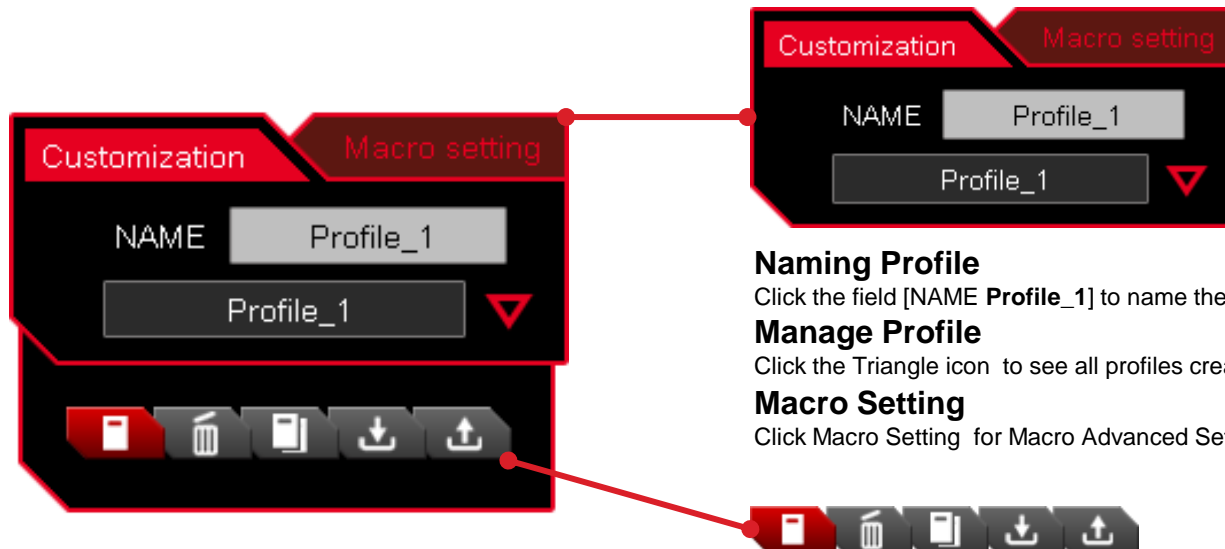 Customization Macro setting
NAME Profile_1
Profile_1
Customization Macro setting
NAME Profile_1
Profile_1
Naming Profile
Click the field [NAME Profile_1] to name the
Manage Profile
Click the Triangle icon to see all profiles
Macro Setting
Click Macro Setting for Macro Advanced